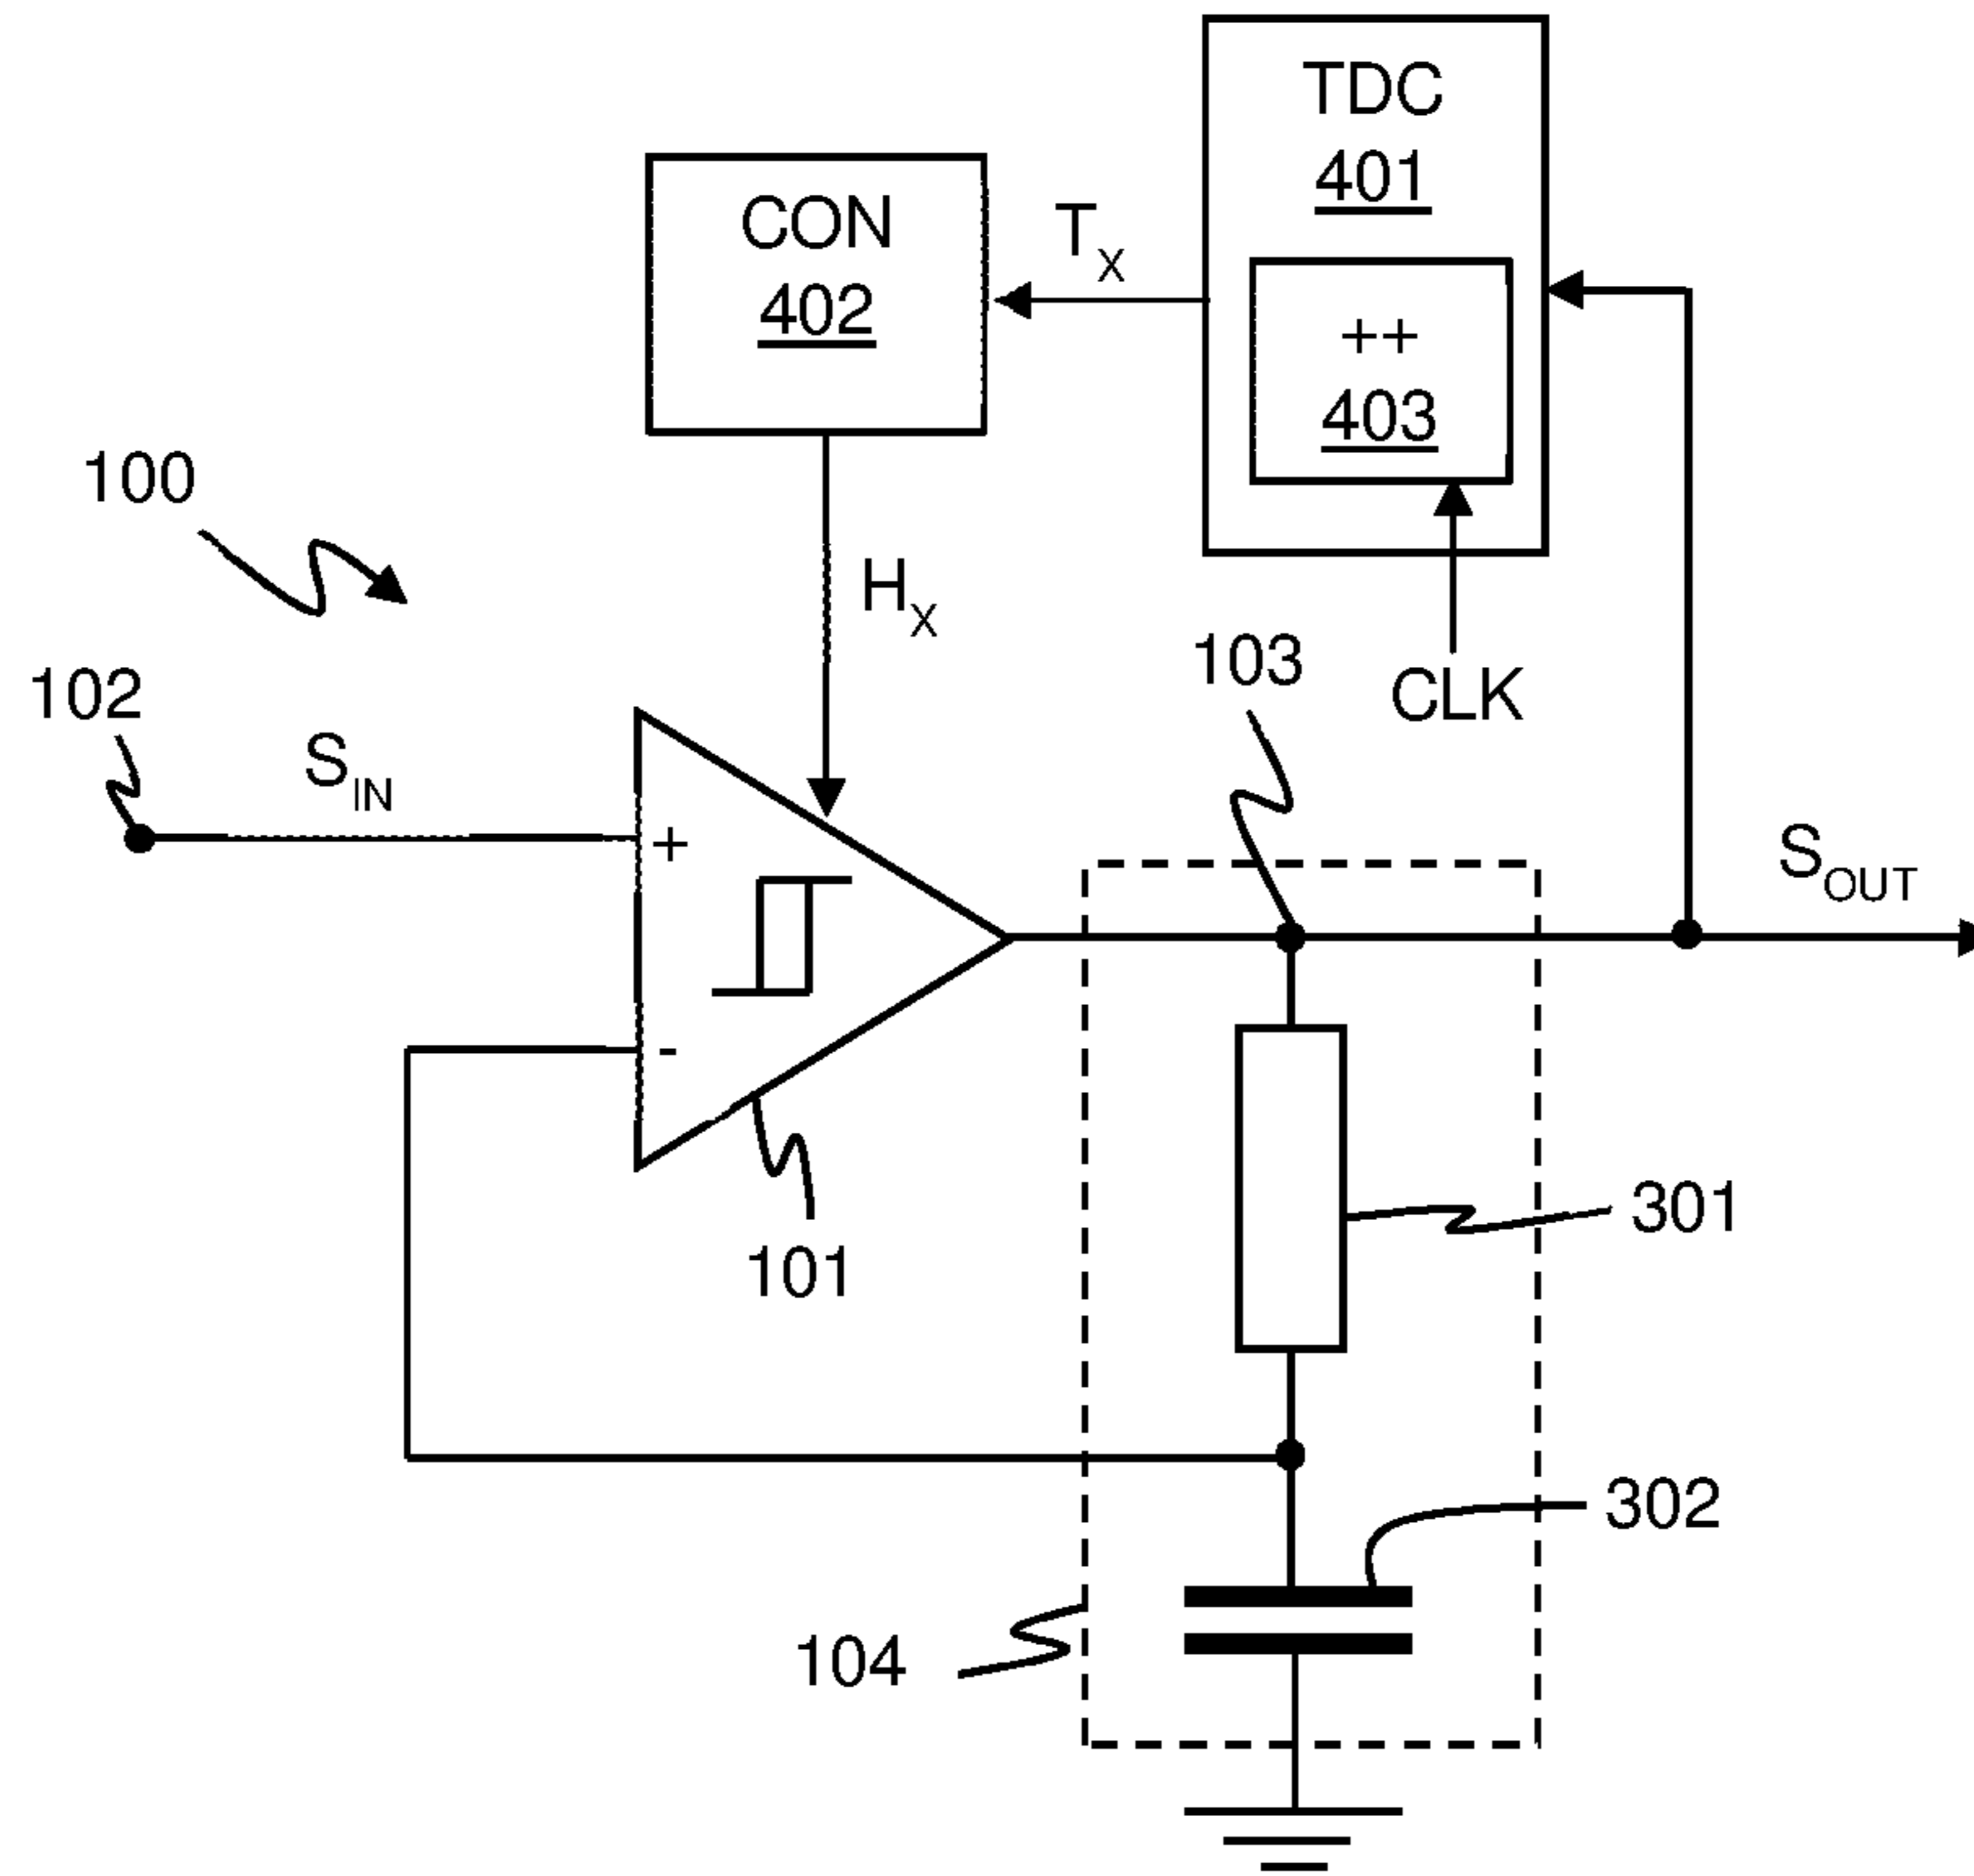 TDC
401
++
403
CLK
CON
402
T_X
H_X
100
102
S_IN
+
-
101
103
S_OUT
301
302
104